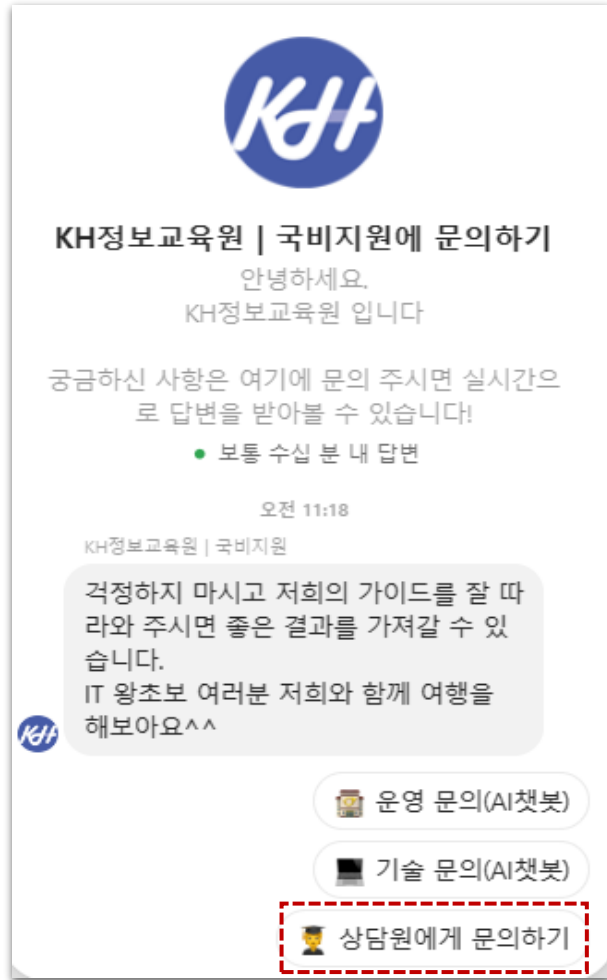 KH
KH정보교육원 | 국비지원에 문의하기
안녕하세요.
KH정보교육원 입니다
궁금하신 사항은 여기에 문의 주시면 실시간으
로 답변을 받아볼 수 있습니다!
보통 수십 분 내 답변
오전 11:18
KH정보교육원 | 국비지원
걱정하지 마시고 저희의 가이드를 잘 따
라와 주시면 좋은 결과를 가져갈 수 있
습니다.
IT 왕초보 여러분 저희와 함께 여행을
해보아요^^
KH
운영 문의(AI챗봇)
기술 문의(AI챗봇)
상담원에게 문의하기